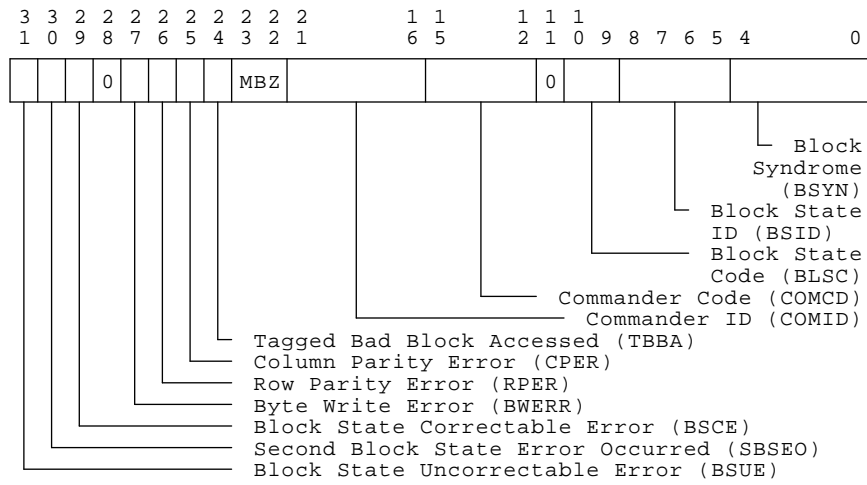 3 3 2 2 2 2 2 2 2 2 2 1 1 1 1 1
1 0 9 8 7 6 5 4 3 2 1 6 5 2 1 0 9 8 7 6 5 4 0
0 MBZ 0
Block
Syndrome
(BSYN)
Block State
ID (BSID)
Block State
Code (BLSC)
Commander Code (COMCD)
Commander ID (COMID)
Tagged Bad Block Accessed (TBBA)
Column Parity Error (CPER)
Row Parity Error (RPER)
Byte Write Error (BWERR)
Block State Correctable Error (BSCE)
Second Block State Error Occurred (SBSEO)
Block State Uncorrectable Error (BSUE)